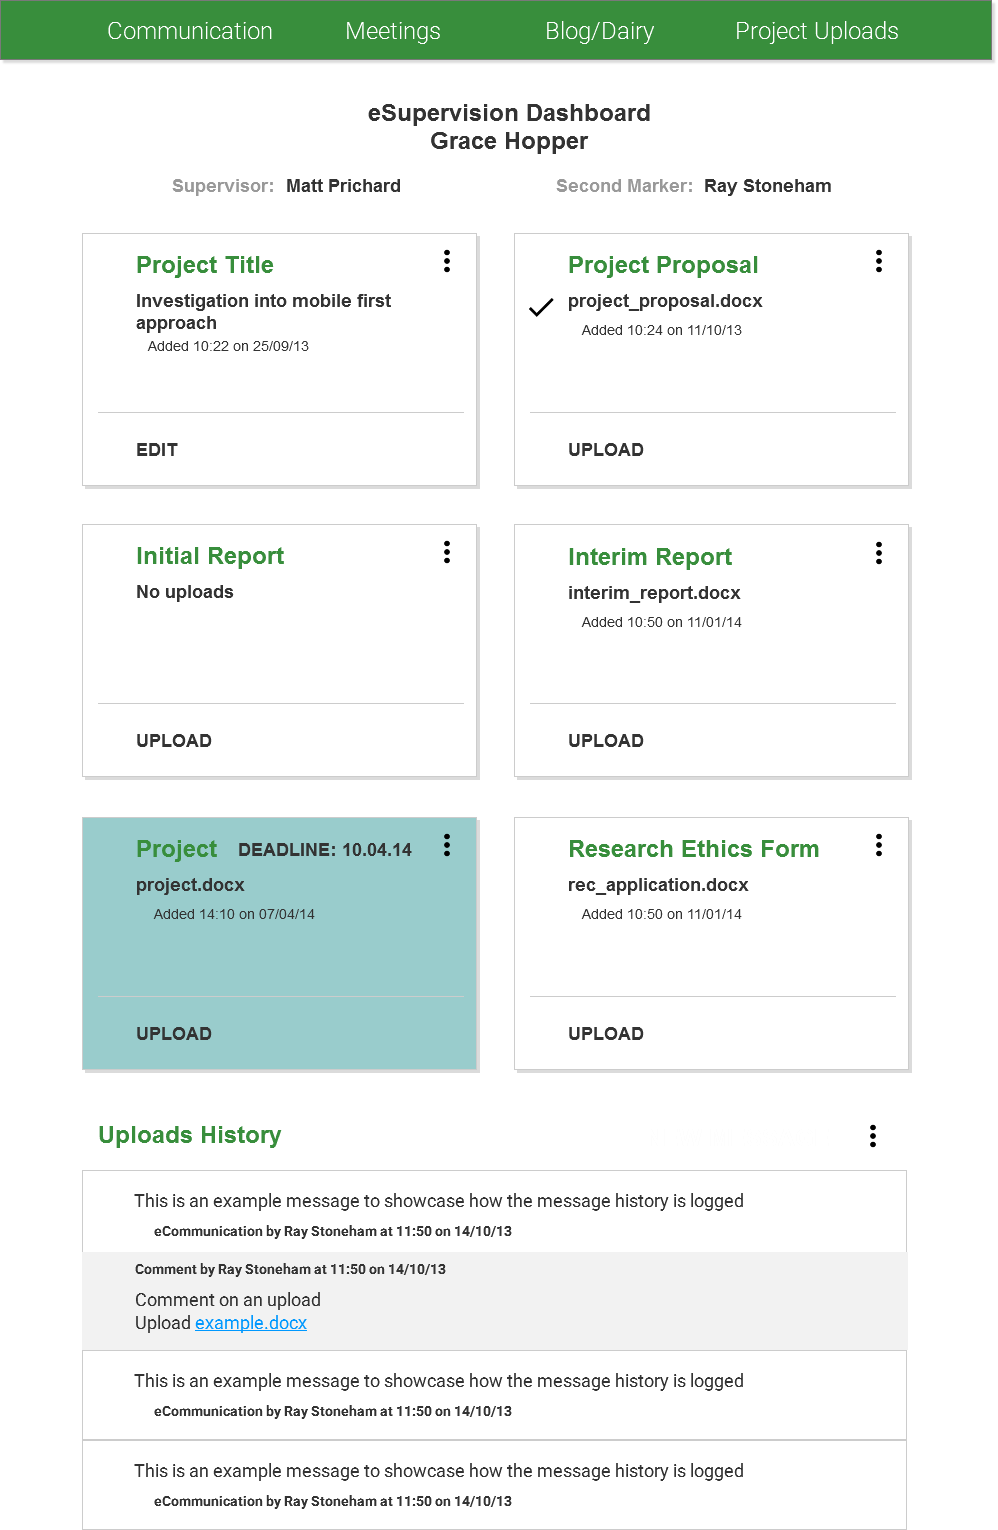 Communication Meetings Blog/Dairy Project Uploads
eSupervision Dashboard
Grace Hopper
Supervisor: Matt Prichard Second Marker: Ray Stoneham
Project Title
Investigation into mobile first
approach
Added 10:22 on 25/09/13
EDIT
Project Proposal
project_proposal.docx
Added 10:24 on 11/10/13
UPLOAD
Initial Report
No uploads
UPLOAD
Interim Report
interim_report.docx
Added 10:50 on 11/01/14
UPLOAD
Project DEADLINE: 10.04.14
project.docx
Added 14:10 on 07/04/14
UPLOAD
Research Ethics Form
rec_application.docx
Added 10:50 on 11/01/14
UPLOAD
Uploads History
This is an example message to showcase how the message history is logged
eCommunication by Ray Stoneham at 11:50 on 14/10/13
Comment by Ray Stoneham at 11:50 on 14/10/13
Comment on an upload
Upload example.docx
This is an example message to showcase how the message history is logged
eCommunication by Ray Stoneham at 11:50 on 14/10/13
This is an example message to showcase how the message history is logged
eCommunication by Ray Stoneham at 11:50 on 14/10/13